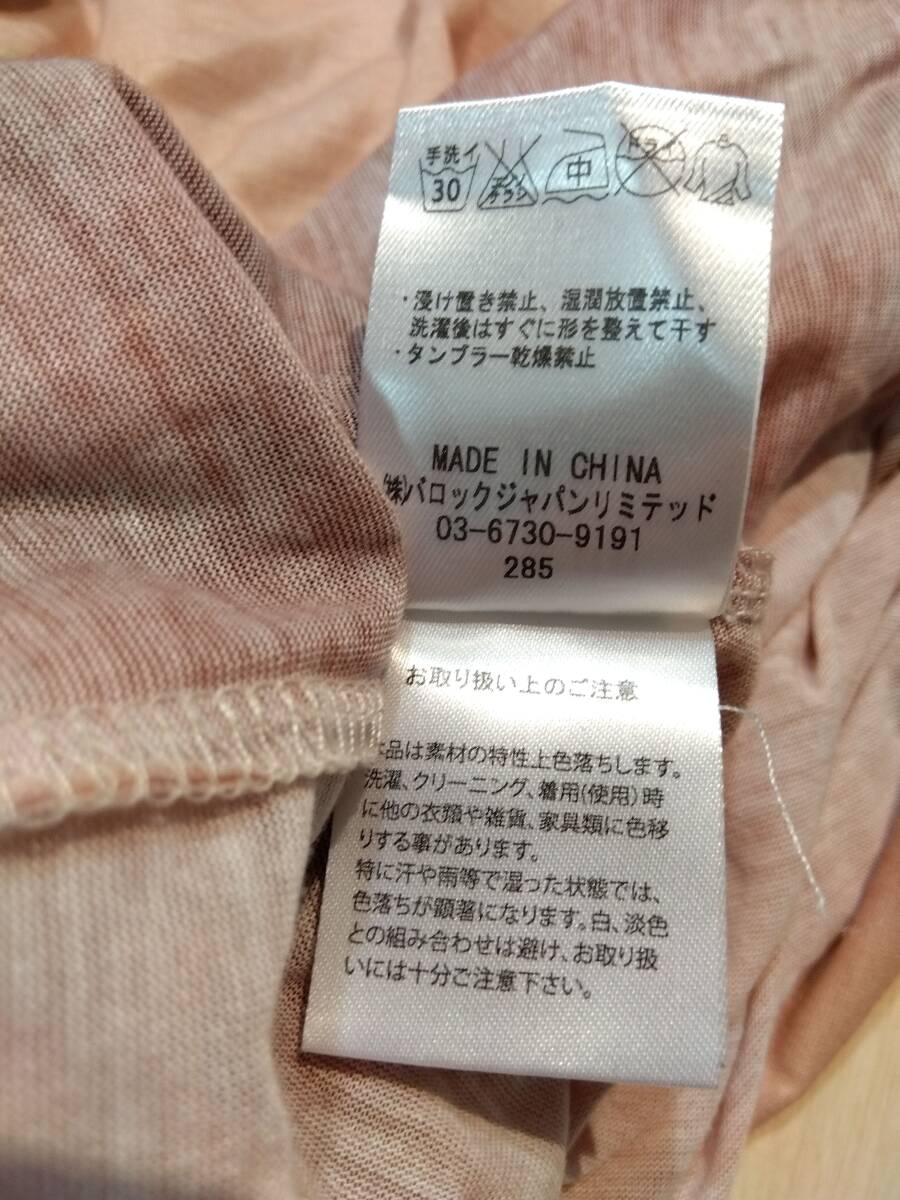 手洗イ
30
中
ドライ
・浸け置き禁止、湿潤放置禁止、
洗濯後はすぐに形を整えて干す
・タンブラー乾燥禁止
MADE IN CHINA
(株)バロックジャパンリミテッド
03-6730-9191
285
お取り扱い上のご注意
品は素材の特性上色落ちします。
洗濯、クリーニング、着用(使用)時
に他の衣類や雑貨、家具類に色移
りする事があります。
特に汗や雨等で湿った状態では、
色落ちが顕著になります。白、淡色
との組み合わせは避け、お取り扱
いには十分ご注意下さい。